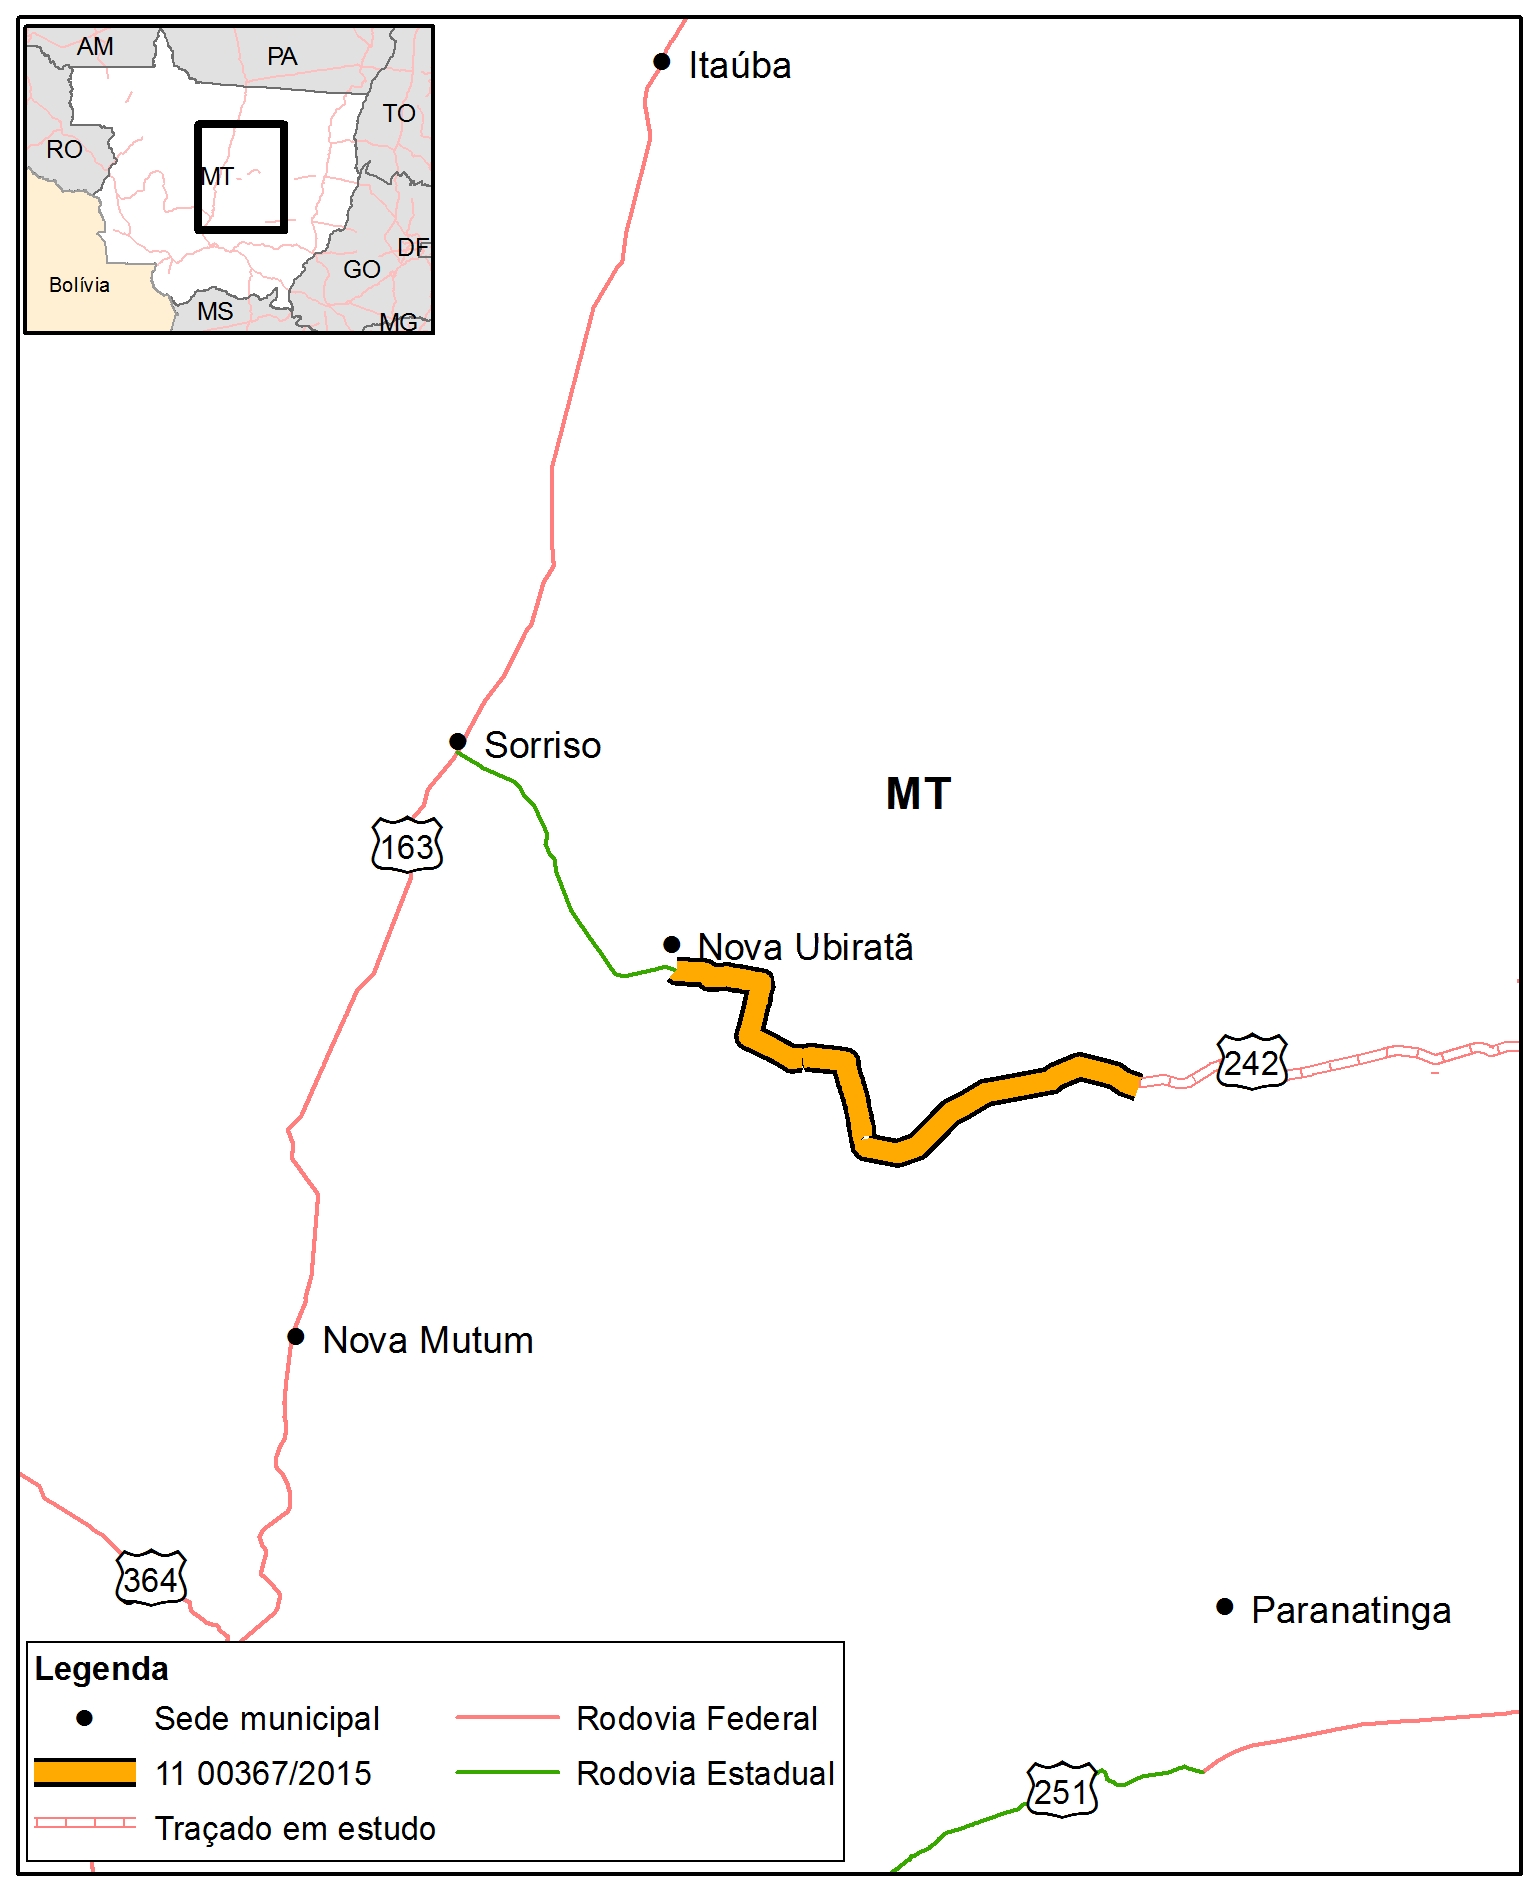 AM
PA
TO
RO
MT
DF
GO
Bolívia
MS
MG
Itaúba
Sorriso
MT
163
Nova Ubiratã
242
Nova Mutum
364
Paranatinga
251
Legenda
Sede municipal
Rodovia Federal
11 00367/2015
Rodovia Estadual
Traçado em estudo